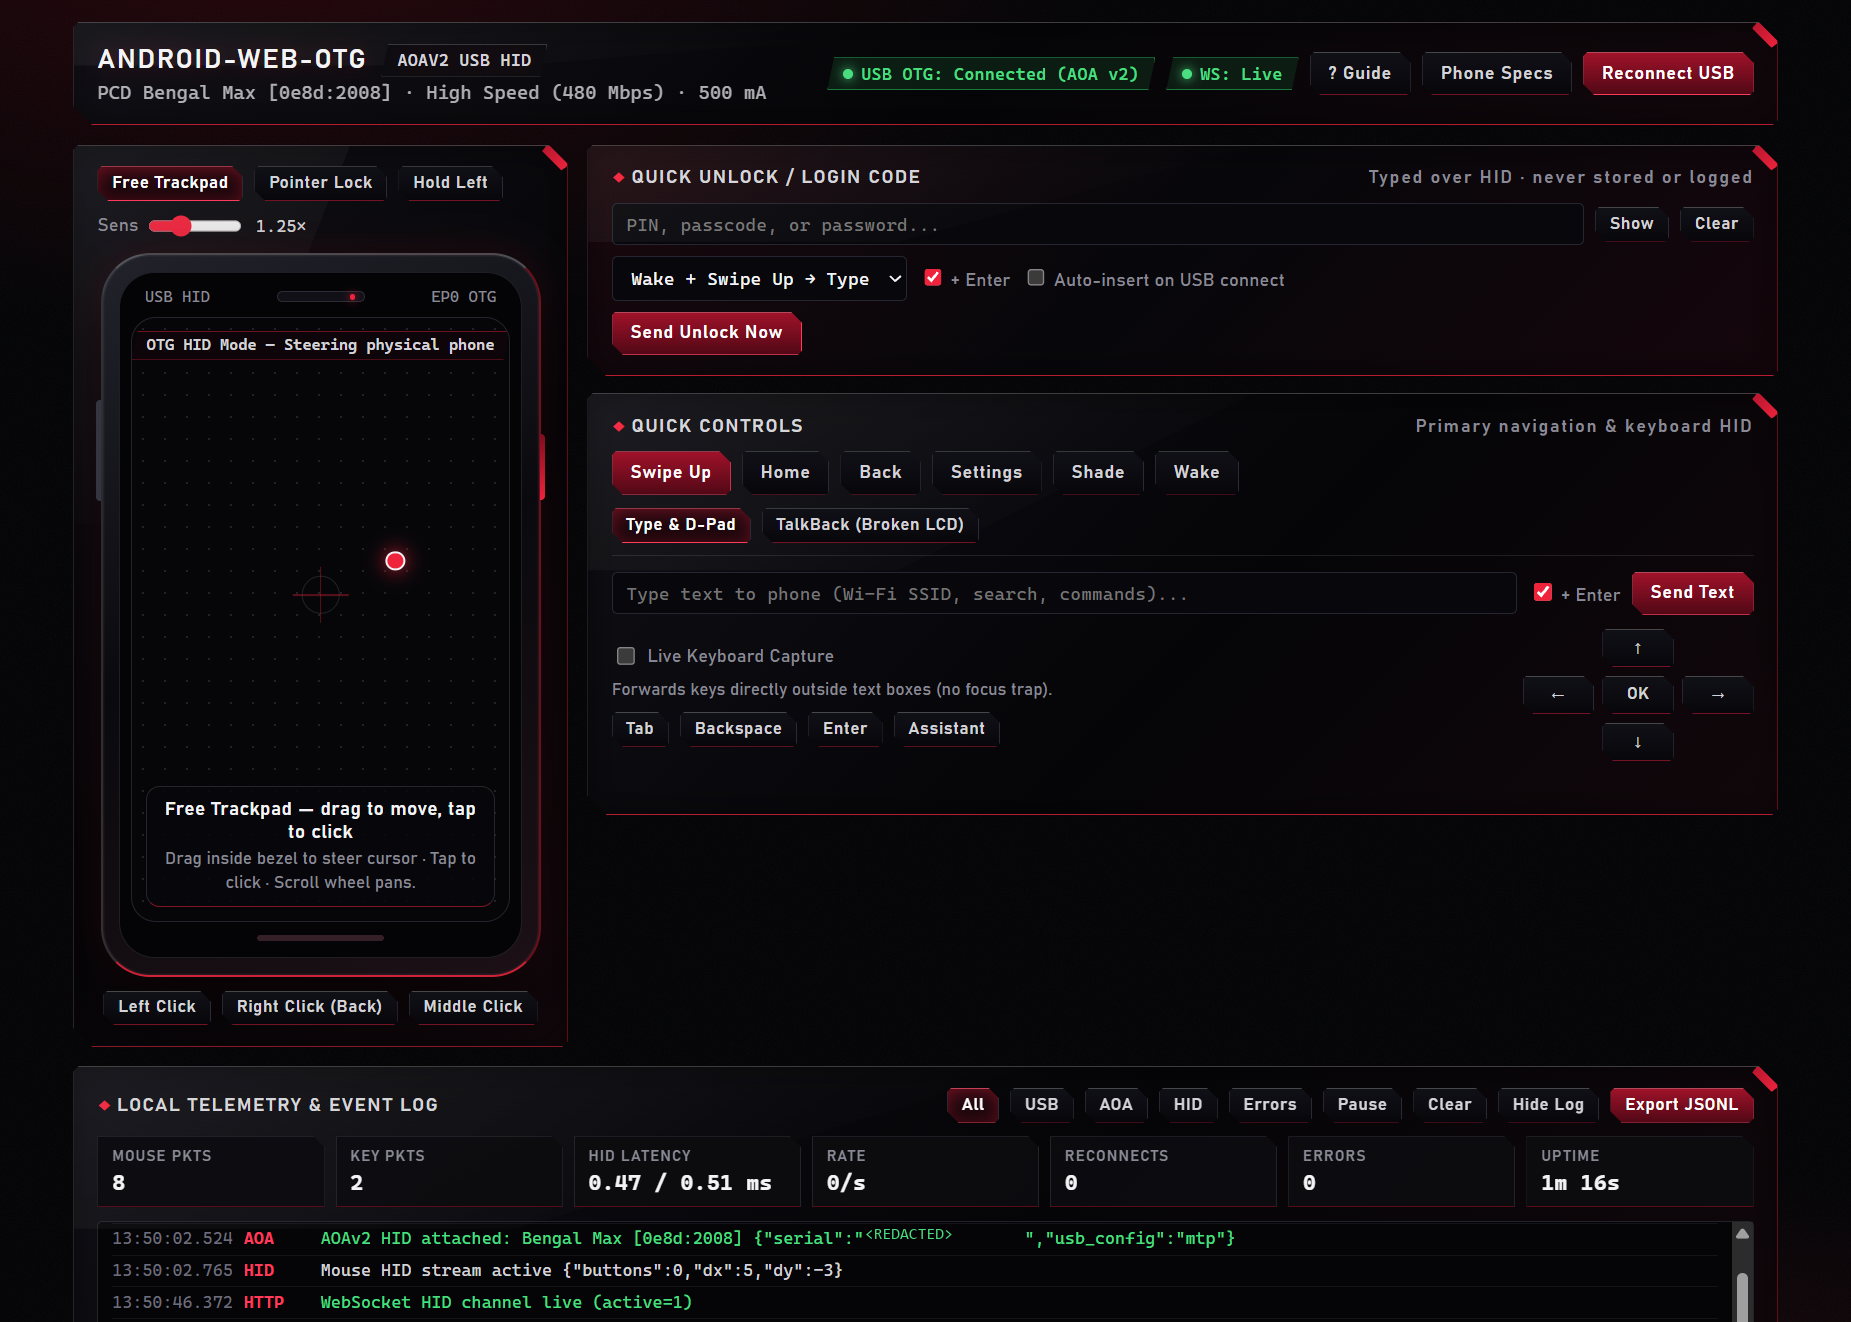 ANDROID-WEB-OTG AOAV2 USB HID
PCD Bengal Max [0e8d:2008] · High Speed (480 Mbps) · 500 mA
USB OTG: Connected (AOA v2) WS: Live ? Guide Phone Specs Reconnect USB
Free Trackpad Pointer Lock Hold Left
Sens 1.25×
USB HID EP0 OTG
OTG HID Mode — Steering physical phone
Free Trackpad — drag to move, tap
to click
Drag inside bezel to steer cursor · Tap to
click · Scroll wheel pans.
Left Click Right Click (Back) Middle Click
QUICK UNLOCK / LOGIN CODE Typed over HID · never stored or logged
PIN, passcode, or password... Show Clear
Wake + Swipe Up → Type + Enter Auto-insert on USB connect
Send Unlock Now
QUICK CONTROLS Primary navigation & keyboard HID
Swipe Up Home Back Settings Shade Wake
Type & D-Pad TalkBack (Broken LCD)
Type text to phone (Wi-Fi SSID, search, commands)... + Enter Send Text
Live Keyboard Capture
Forwards keys directly outside text boxes (no focus trap).
Tab Backspace Enter Assistant
↑
← OK →
↓
LOCAL TELEMETRY & EVENT LOG All USB AOA HID Errors Pause Clear Hide Log Export JSONL
MOUSE PKTS KEY PKTS HID LATENCY RATE RECONNECTS ERRORS UPTIME
8 2 0.47 / 0.51 ms 0/s 0 0 1m 16s
13:50:02.524 AOA AOAv2 HID attached: Bengal Max [0e8d:2008] {"serial":"<REDACTED> ","usb_config":"mtp"}
13:50:02.765 HID Mouse HID stream active {"buttons":0,"dx":5,"dy":-3}
13:50:46.372 HTTP WebSocket HID channel live (active=1)